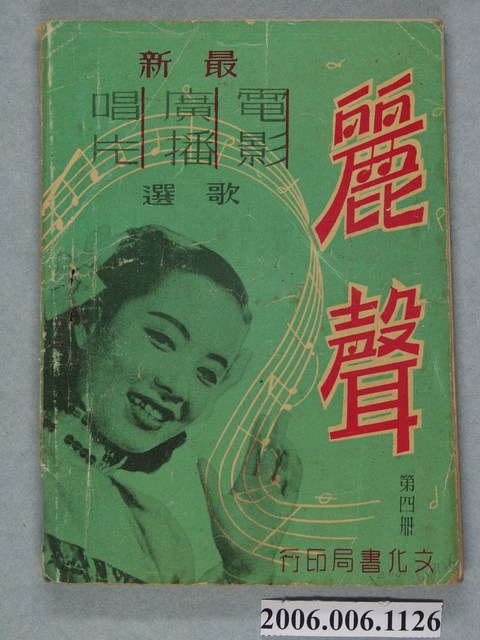 最新
電影
廣播
唱片
歌選
麗聲
第四冊
文化書局印行
2006.006.1126